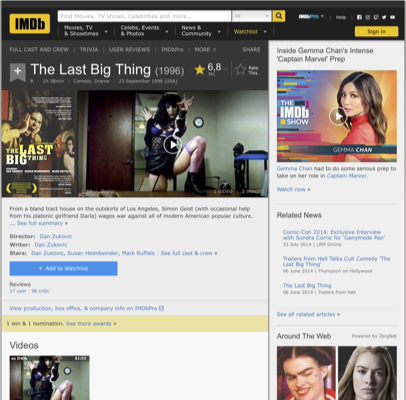 IMDb
Find Movies, TV shows, Celebrities and more...
All
Movies, TV
& Showtimes
Celebs, Events
& Photos
News &
Community
Watchlist
IMDbPro
Help
Sign in
FULL CAST AND CREW | TRIVIA | USER REVIEWS | IMDbPro | MORE
SHARE
+ The Last Big Thing (1996)
R | 1h 38min | Comedy, Drama | 23 September 1998 (USA)
6,8
Rate
This
THE LAST
BIG
THING
1 VIDEO
2 IMAGES
From a bland tract house on the outskirts of Los Angeles, Simon Geist (with occasional help
from his platonic girlfriend Darla) wages war against all of modern American popular culture.
... See full summary »
Director: Dan Zukovic
Writer: Dan Zukovic
Stars: Dan Zukovic, Susan Heimbeinder, Mark Ruffalo | See full cast & crew »
+ Add to Watchlist
Reviews
17 user | 98 critic
View production, box office, & company info on IMDbPro
1 win & 1 nomination. See more awards »
Videos
Inside Gemma Chan's Intense
'Captain Marvel' Prep
THE
IMDb
SHOW
GEMMA CHAN
Gemma Chan had to do some serious prep to
take on her role in Captain Marvel.
Watch now »
Related News
Comic-Con 2014: Exclusive Interview
with Sondra Currie for 'Ganymede Pan'
23 July 2014 | LRM Online
Trailers from Hell Talks Cult Comedy 'The
Last Big Thing'
06 June 2014 | Thompson on Hollywood
The Last Big Thing
06 June 2014 | Trailers from Hell
See all related articles »
Around The Web
Powered by ZergNet